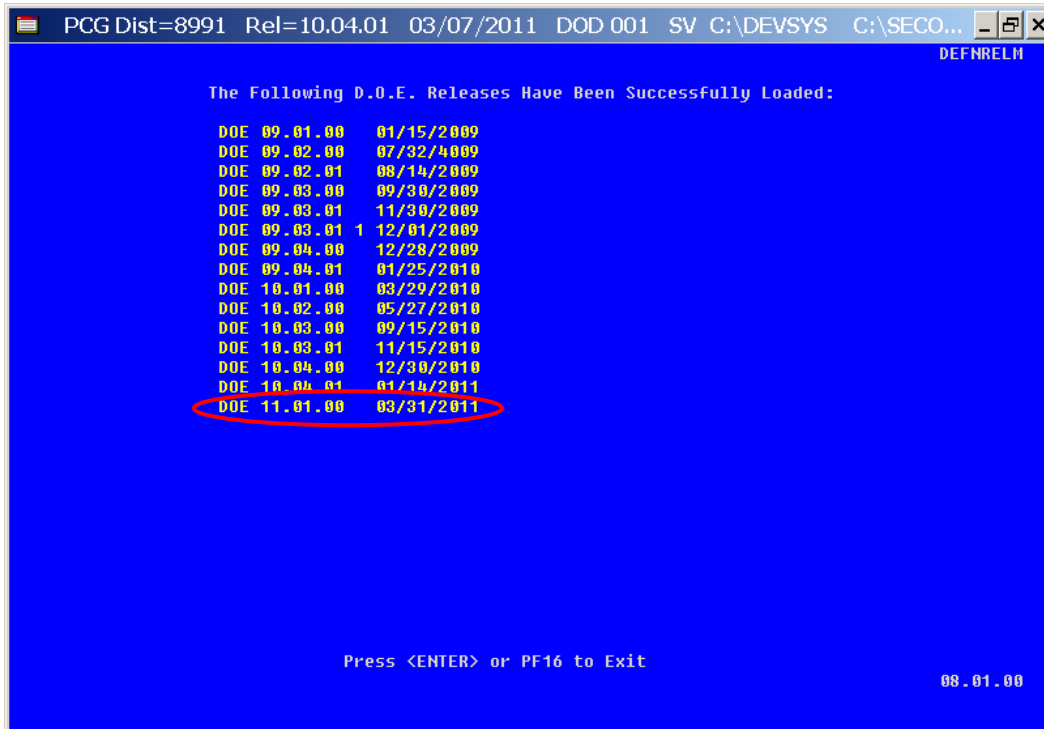 PCG Dist=8991 Rel=10.04.01 03/07/2011 DOD 001 SV C:\DEVSYS C:\SECO...
DEFNRELM
The Following D.O.E. Releases Have Been Successfully Loaded:
DOE 09.01.00 01/15/2009
DOE 09.02.00 07/32/4009
DOE 09.02.01 08/14/2009
DOE 09.03.00 09/30/2009
DOE 09.03.01 11/30/2009
DOE 09.03.01 1 12/01/2009
DOE 09.04.00 12/28/2009
DOE 09.04.01 01/25/2010
DOE 10.01.00 03/29/2010
DOE 10.02.00 05/27/2010
DOE 10.03.00 09/15/2010
DOE 10.03.01 11/15/2010
DOE 10.04.00 12/30/2010
DOE 10.04.01 01/14/2011
DOE 11.01.00 03/31/2011
Press <ENTER> or PF16 to Exit
08.01.00